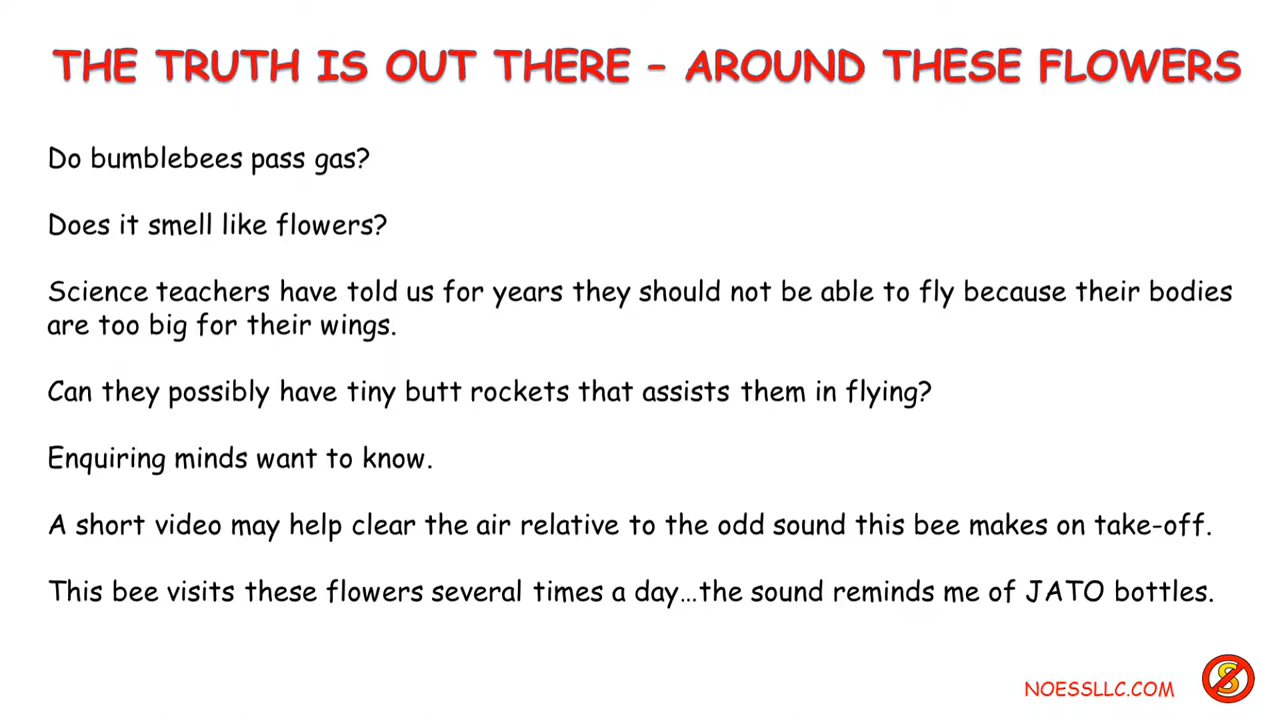 THE TRUTH IS OUT THERE – AROUND THESE FLOWERS
Do bumblebees pass gas?
Does it smell like flowers?
Science teachers have told us for years they should not be able to fly because their bodies
are too big for their wings.
Can they possibly have tiny butt rockets that assists them in flying?
Enquiring minds want to know.
A short video may help clear the air relative to the odd sound this bee makes on take-off.
This bee visits these flowers several times a day…the sound reminds me of JATO bottles.
NOESSLLC.COM
S